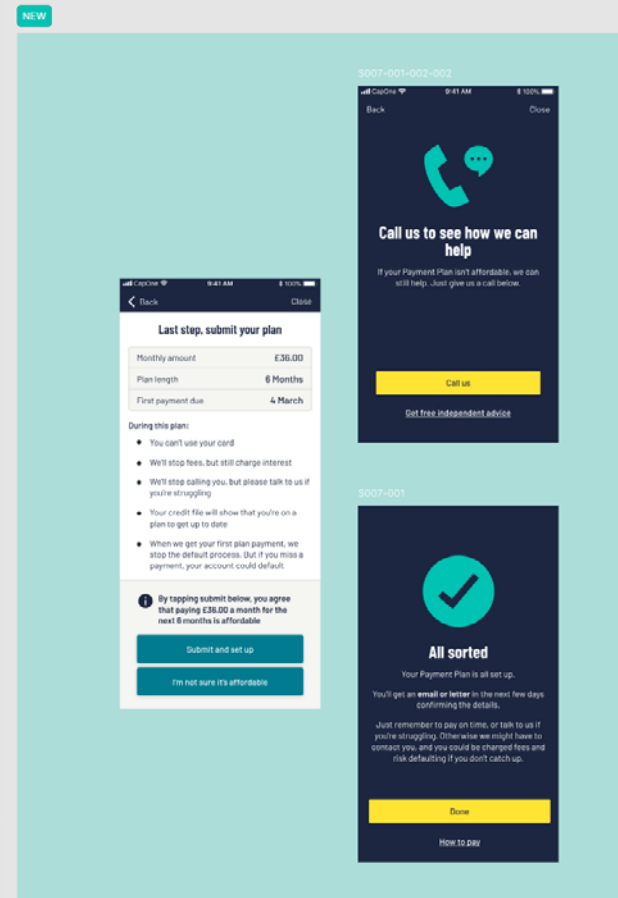 NEW
S007-001-002-002
CapOne 9:41 AM 100%
Back Close
Call us to see how we can
help
If your Payment Plan isn't affordable, we can
still help. Just give us a call below.
Call us
Get free independent advice
CapOne 9:41 AM 100%
Back Close
Last step, submit your plan
Monthly amount £36.00
Plan length 6 Months
First payment due 4 March
During this plan:
• You can't use your card
• We'll stop fees, but still charge interest
• We'll stop calling you, but please talk to us if
you're struggling
• Your credit file will show that you're on a
plan to get up to date
• When we get your first plan payment, we
stop the default process. But if you miss a
payment, your account could default
By tapping submit below, you agree
that paying £36.00 a month for the
next 6 months is affordable
Submit and set up
I'm not sure it's affordable
S007-001
All sorted
Your Payment Plan is all set up.
You'll get an email or letter in the next few days
confirming the details.
Just remember to pay on time, or talk to us if
you're struggling. Otherwise we might have to
contact you, and you could be charged fees and
risk defaulting if you don't catch up.
Done
How to pay